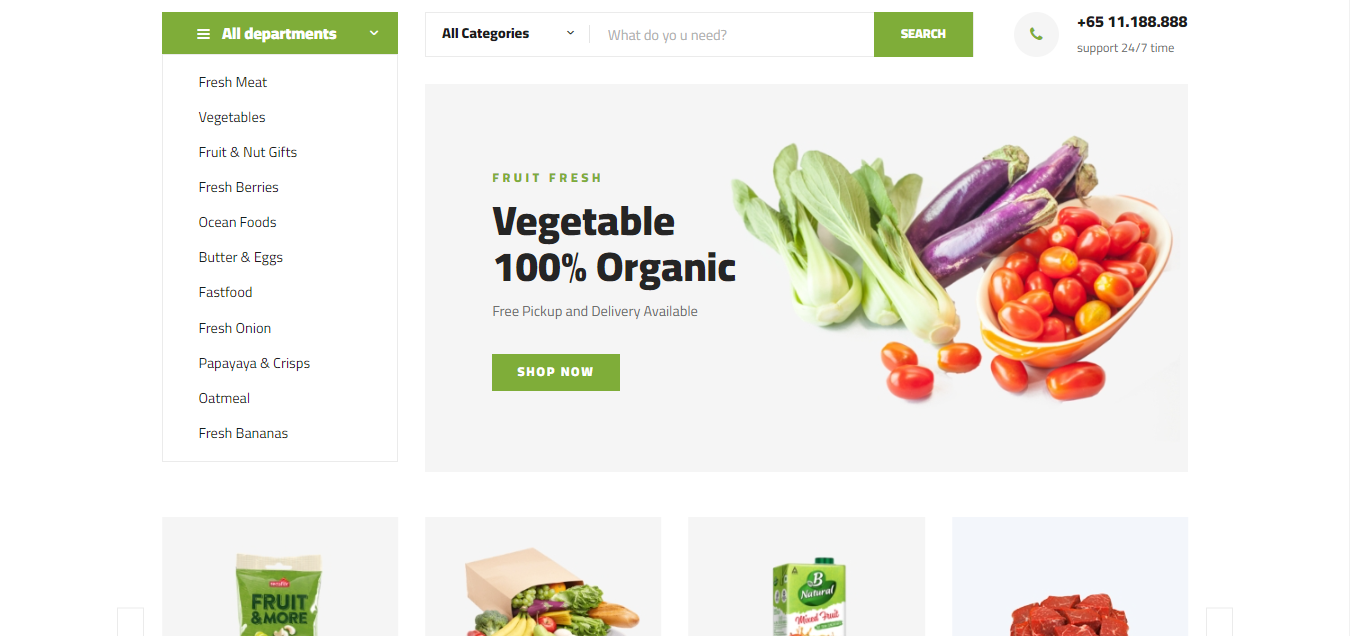 All departments
All Categories
What do yo u need?
SEARCH
+65 11.188.888
support 24/7 time
Fresh Meat
Vegetables
Fruit & Nut Gifts
Fresh Berries
Ocean Foods
Butter & Eggs
Fastfood
Fresh Onion
Papayaya & Crisps
Oatmeal
Fresh Bananas
FRUIT FRESH
Vegetable
100% Organic
Free Pickup and Delivery Available
SHOP NOW
FRUIT
&MORE
B
Natural
Mixed Fruit